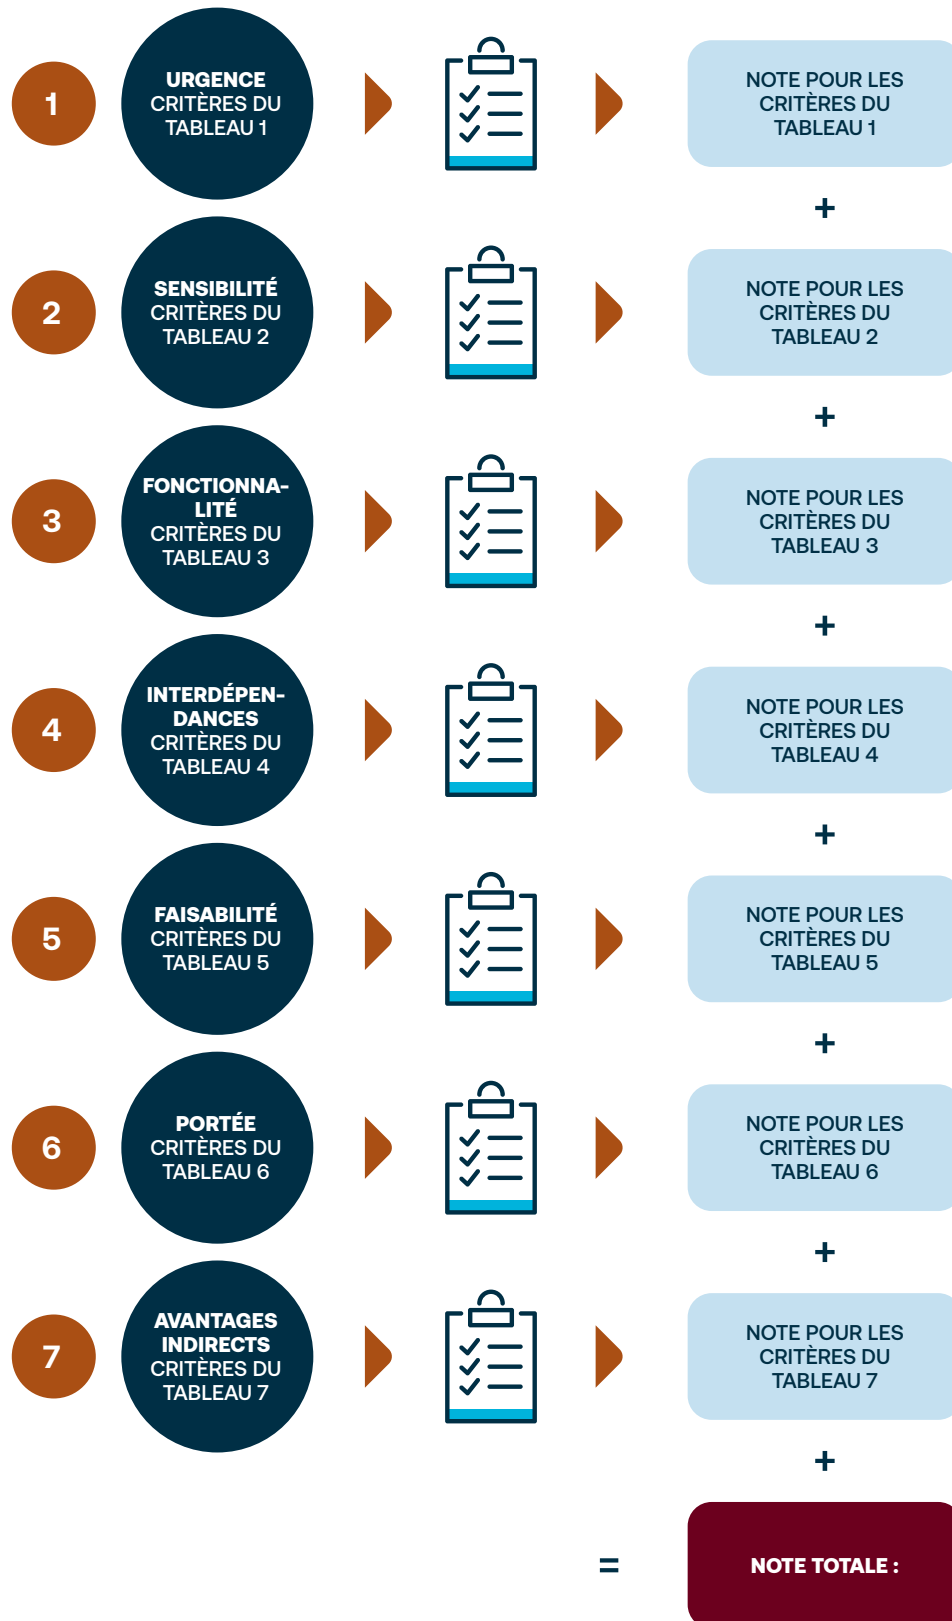 1
URGENCE
CRITÈRES DU
TABLEAU 1
NOTE POUR LES
CRITÈRES DU
TABLEAU 1
+
2
SENSIBILITÉ
CRITÈRES DU
TABLEAU 2
NOTE POUR LES
CRITÈRES DU
TABLEAU 2
+
3
FONCTIONNA-
LITÉ
CRITÈRES DU
TABLEAU 3
NOTE POUR LES
CRITÈRES DU
TABLEAU 3
+
4
INTERDÉPEN-
DANCES
CRITÈRES DU
TABLEAU 4
NOTE POUR LES
CRITÈRES DU
TABLEAU 4
+
5
FAISABILITÉ
CRITÈRES DU
TABLEAU 5
NOTE POUR LES
CRITÈRES DU
TABLEAU 5
+
6
PORTÉE
CRITÈRES DU
TABLEAU 6
NOTE POUR LES
CRITÈRES DU
TABLEAU 6
+
7
AVANTAGES
INDIRECTS
CRITÈRES DU
TABLEAU 7
NOTE POUR LES
CRITÈRES DU
TABLEAU 7
+
=
NOTE TOTALE :